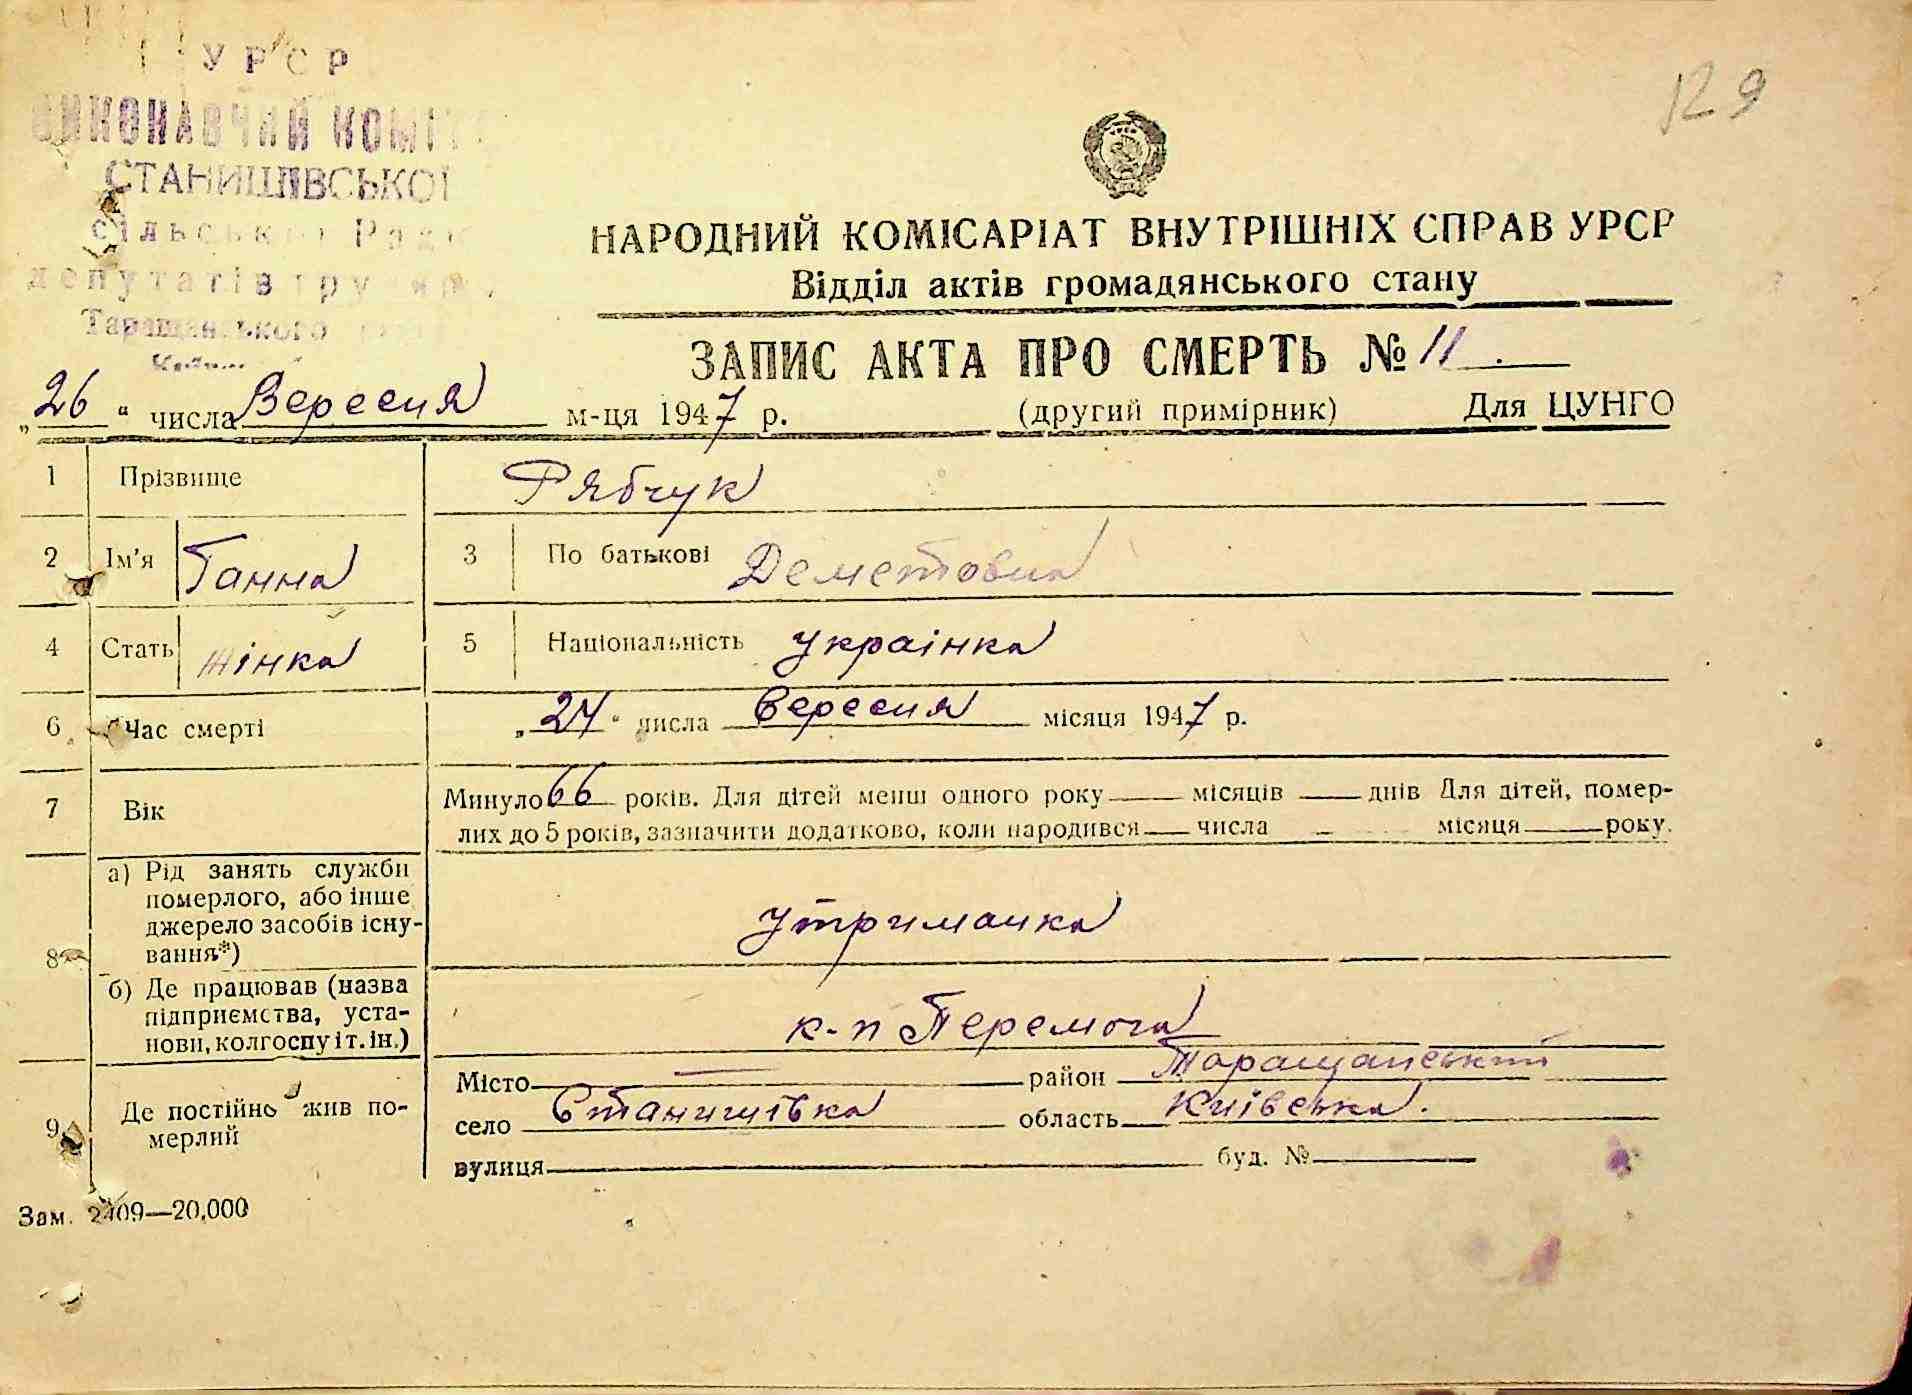 УРСР
ВИКОНАВЧИЙ КОМІТ
СТАНИШІВСЬКОЇ
сільської Ради
депутатів трудящ
Таращанського
129
НАРОДНИЙ КОМІСАРІАТ ВНУТРІШНІХ СПРАВ УРСР
Відділ актів громадянського стану
ЗАПИС АКТА ПРО СМЕРТЬ № 11.
„26“ числа Вересня м-ця 1947 р. (другий примірник) Для ЦУНГО
1 Прізвище Рябчук
2 Ім'я Ганна 3 По батькові Деметовна
4 Стать жінка 5 Національність українка
6 Час смерті „24“ числа вересня місяця 1947 р.
7 Вік Минуло 66 років. Для дітей менш одного року місяців днів Для дітей, помер-
лих до 5 років, зазначити додатково, коли народився числа місяця року.
8 а) Рід занять служби
померлого, або інше
джерело засобів існу-
вання*) утриманка
б) Де працював (назва
підприємства, уста-
нови, колгоспу і т. ін.) к-п Перемога
9 Де постійно жив по-
мерлий
Місто — район Таращанський
село Станишівка область Київська.
вулиця буд. №
Зам. 2409—20.000